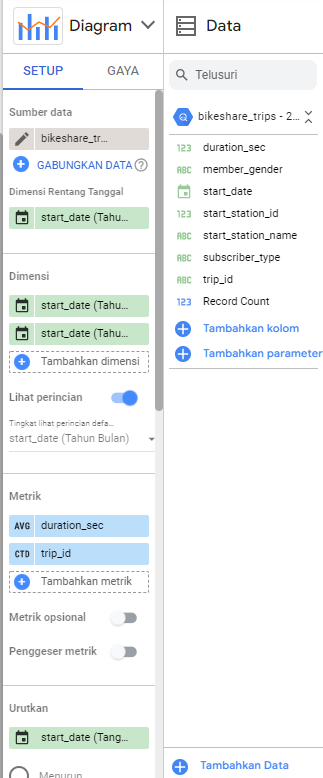 Diagram
SETUP
GAYA
Sumber data
bikeshare_tr...
GABUNGKAN DATA
Dimensi Rentang Tanggal
start_date (Tahu...
Dimensi
start_date (Tahu...
start_date (Tahu...
Tambahkan dimensi
Lihat perincian
Tingkat lihat perincian defa...
start_date (Tahun Bulan)
Metrik
AVG duration_sec
CTD trip_id
Tambahkan metrik
Metrik opsional
Penggeser metrik
Urutkan
start_date (Tang...
Menurun
Data
Telusuri
bikeshare_trips - 2...
123 duration_sec
ABC member_gender
start_date
123 start_station_id
ABC start_station_name
ABC subscriber_type
ABC trip_id
123 Record Count
Tambahkan kolom
Tambahkan parameter
Tambahkan Data